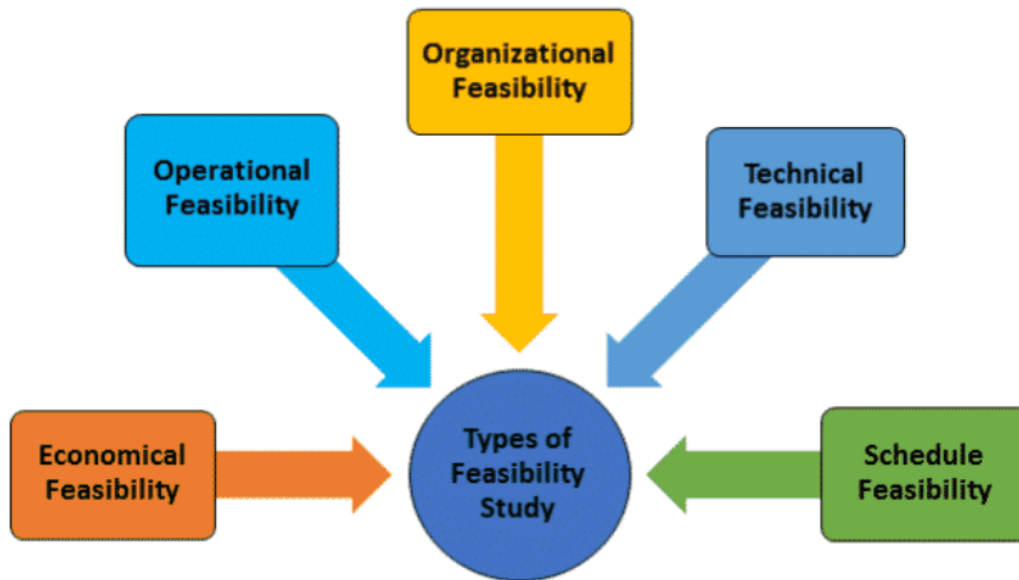 Organizational
Feasibility
Operational
Feasibility
Technical
Feasibility
Economical
Feasibility
Types of
Feasibility
Study
Schedule
Feasibility